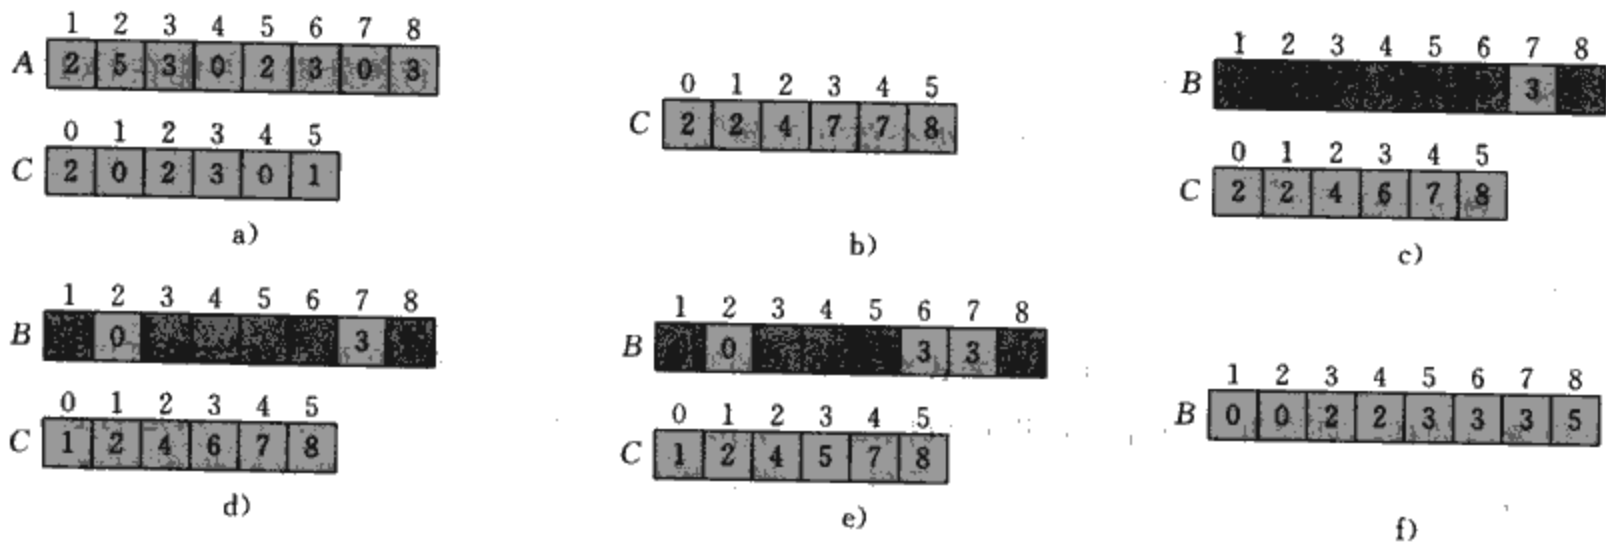 1 2 3 4 5 6 7 8
A 2 5 3 0 2 3 0 3
0 1 2 3 4 5
C 2 0 2 3 0 1
a)
0 1 2 3 4 5
C 2 2 4 7 7 8
b)
1 2 3 4 5 6 7 8
B 3
0 1 2 3 4 5
C 2 2 4 6 7 8
c)
1 2 3 4 5 6 7 8
B 0 3
0 1 2 3 4 5
C 1 2 4 6 7 8
d)
1 2 3 4 5 6 7 8
B 0 3 3
0 1 2 3 4 5
C 1 2 4 5 7 8
e)
1 2 3 4 5 6 7 8
B 0 0 2 2 3 3 3 5
f)